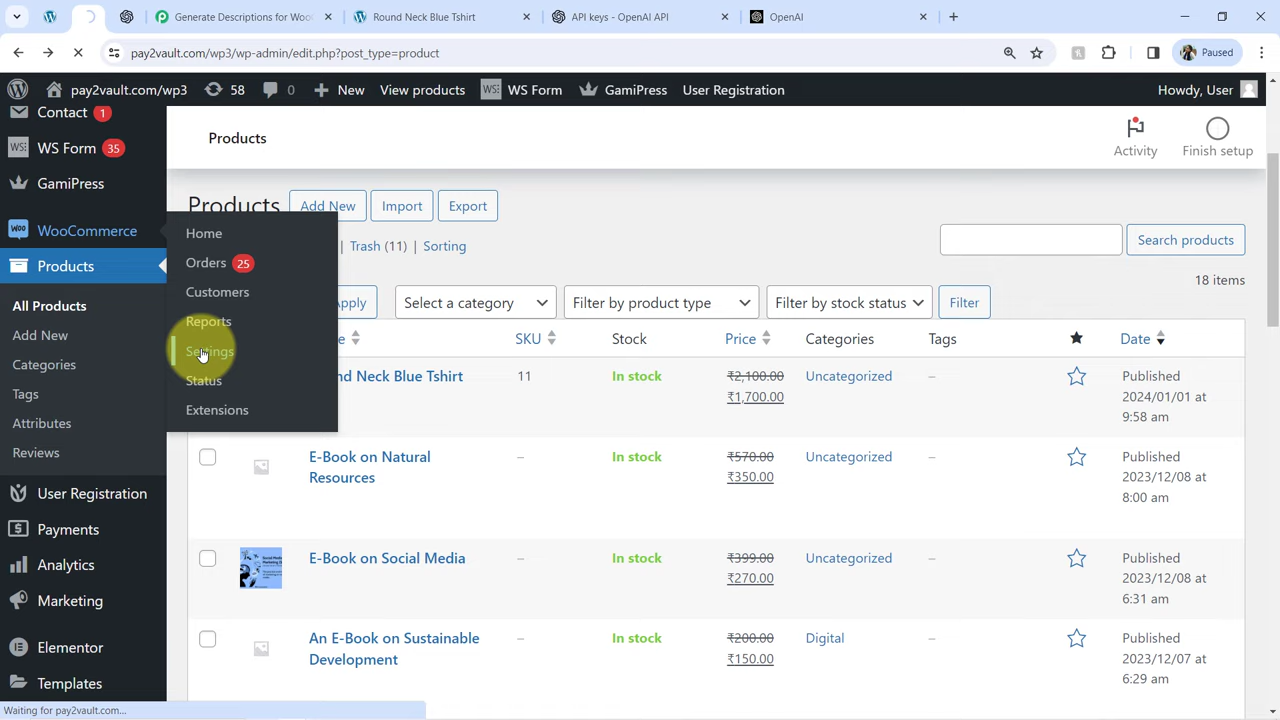 Generate Descriptions for WooC
Round Neck Blue Tshirt
API keys - OpenAI API
OpenAI
pay2vault.com/wp3/wp-admin/edit.php?post_type=product
Paused
pay2vault.com/wp3
58
0
New
View products
WS Form
GamiPress
User Registration
Howdy, User
Contact 1
WS Form 35
GamiPress
WooCommerce
Products
All Products
Add New
Categories
Tags
Attributes
Reviews
User Registration
Payments
Analytics
Marketing
Elementor
Templates
Home
Orders 25
Customers
Reports
Settings
Status
Extensions
Products
Activity
Finish setup
Products
Add New
Import
Export
| Trash (11) | Sorting
Search products
18 items
Apply
Select a category
Filter by product type
Filter by stock status
Filter
SKU
Stock
Price
Categories
Tags
Date
nd Neck Blue Tshirt
11
In stock
₹2,100.00
₹1,700.00
Uncategorized
–
Published
2024/01/01 at
9:58 am
E-Book on Natural
Resources
–
In stock
₹570.00
₹350.00
Uncategorized
–
Published
2023/12/08 at
8:00 am
E-Book on Social Media
–
In stock
₹399.00
₹270.00
Uncategorized
–
Published
2023/12/08 at
6:31 am
An E-Book on Sustainable
Development
–
In stock
₹200.00
₹150.00
Digital
–
Published
2023/12/07 at
6:29 am
Waiting for pay2vault.com...